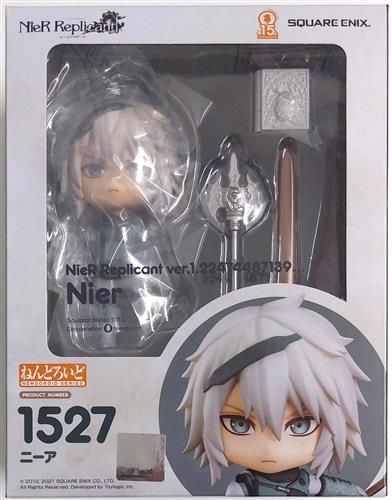 NieR Replicant
15
SQUARE ENIX.
NieR Replicant ver.1.22474487139...
Nier
ねんどろいど
NENDOROID SERIES
PRODUCT NUMBER
1527
ニーア
© 2010, 2021 SQUARE ENIX CO., LTD.
All Rights Reserved. Developed by Toylogic Inc.